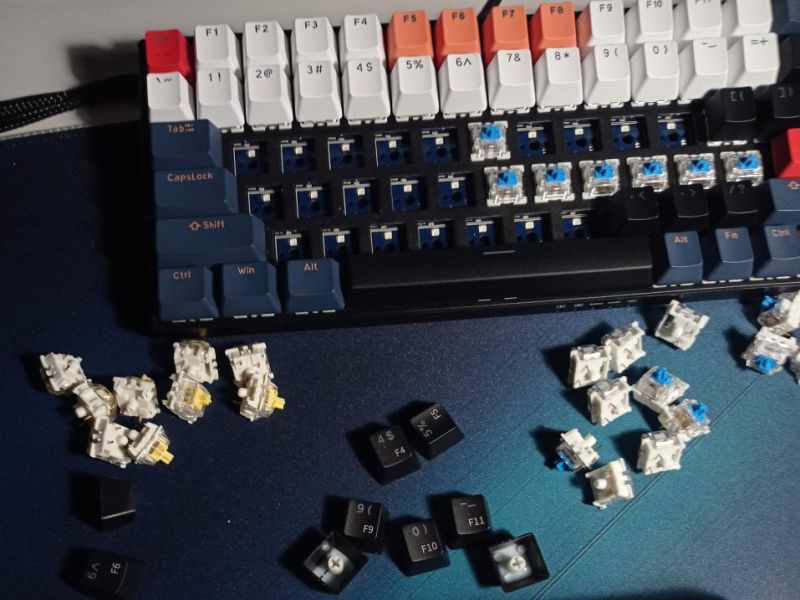 F1 F2 F3 F4 F5 F6 F7 F8 F9 F10 F11
~ 1! 2@ 3# 4$ 5% 6^ 7& 8* 9( 0) -_ =+
Tab [{ ]}
CapsLock
Shift <, >. ?/
Ctrl Win Alt Alt Fn Ctrl
4$ F4
5% F5
9( F9
0) F10
-_ F11
6^ F6